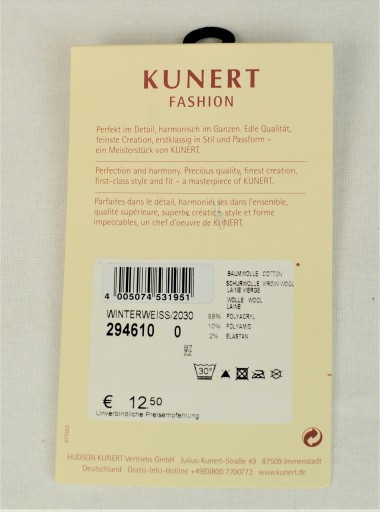 KUNERT
FASHION
Perfekt im Detail, harmonisch im Ganzen. Edle Qualität,
feinste Creation, erstklassig in Stil und Passform –
ein Meisterstück von KUNERT.
Perfection and harmony. Precious quality, finest creation,
first-class style and fit – a masterpiece of KUNERT.
Parfaites dans le détail, harmonieuses dans l'ensemble,
qualité supérieure, superbe création style et forme
impeccables, un chef d'oeuvre de KUNERT.
4 005074 531951
WINTERWEISS/2030
294610 0
BAUMWOLLE COTTON
SCHURWOLLE VIRGIN WOOL
LAINE VIERGE
WOLLE WOOL
LAINE
88% POLYACRYL
10% POLYAMID
2% ELASTAN
30°
€ 12.50
Unverbindliche Preisempfehlung
HUDSON KUNERT Vertriebs GmbH Julius-Kunert-Straße 49 87509 Immenstadt
Deutschland Gratis-Info-Hotline +49(0)800 7700772 www.kunert.de